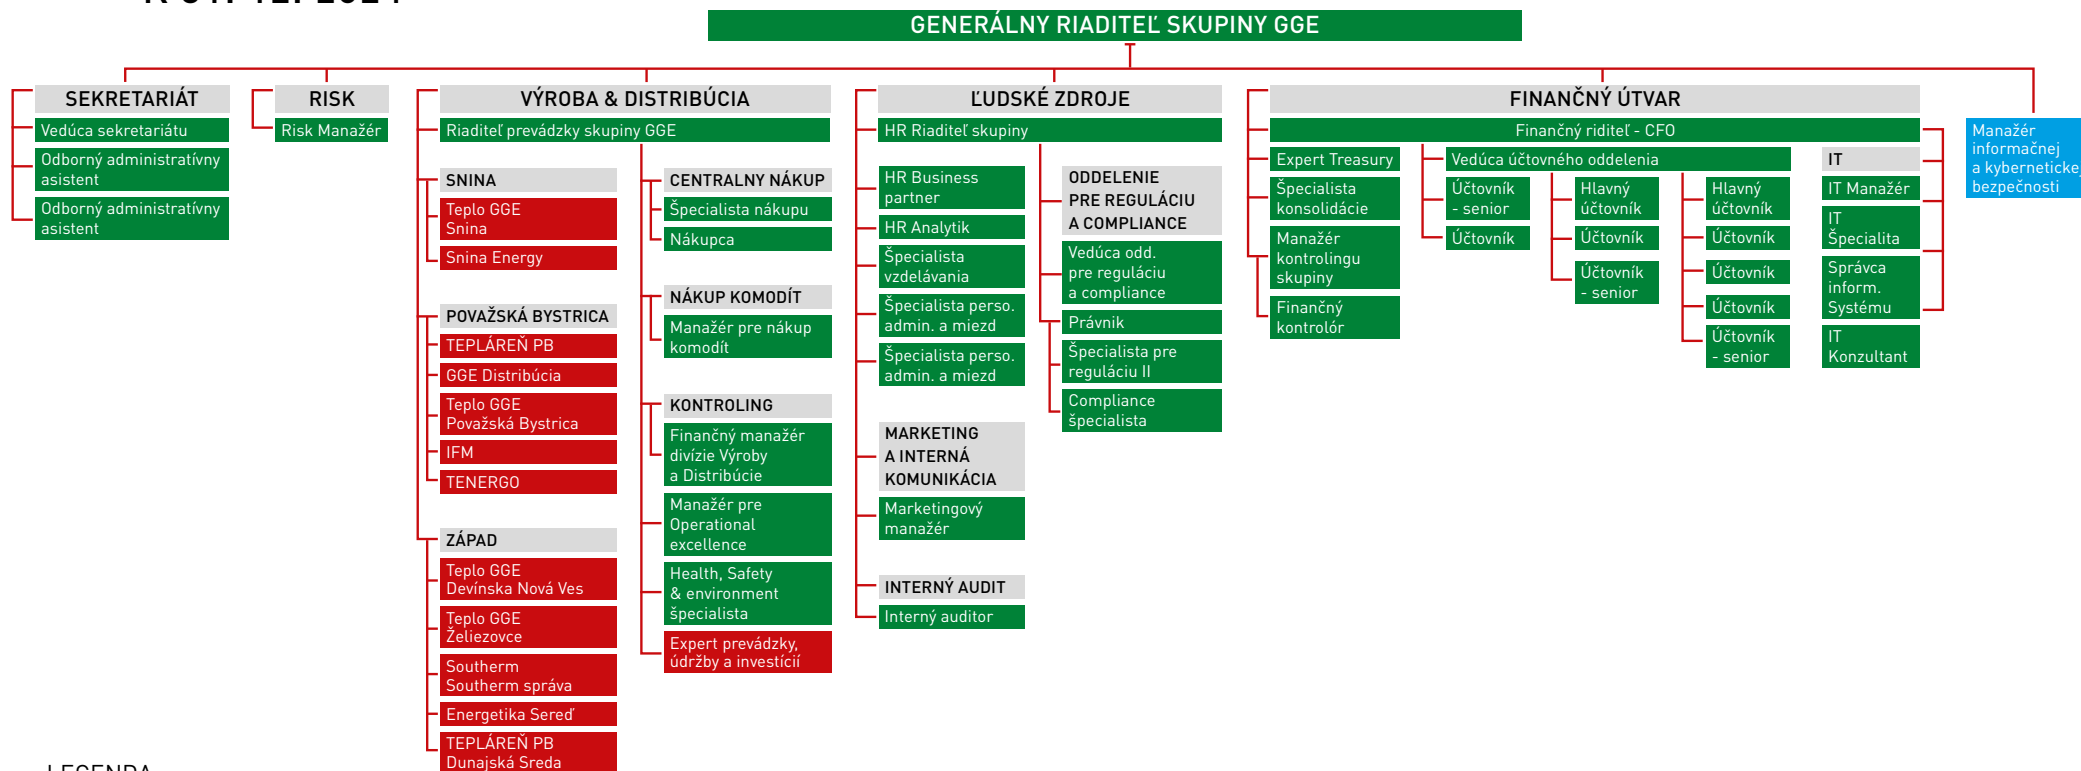 K 31. 12. 2024
GENERÁLNY RIADITEĽ SKUPINY GGE
SEKRETARIÁT
Vedúca sekretariátu
Odborný administratívny
asistent
Odborný administratívny
asistent
RISK
Risk Manažér
VÝROBA & DISTRIBÚCIA
Riaditeľ prevádzky skupiny GGE
SNINA
Teplo GGE
Snina
Snina Energy
POVAŽSKÁ BYSTRICA
TEPLÁREŇ PB
GGE Distribúcia
Teplo GGE
Považská Bystrica
IFM
TENERGO
ZÁPAD
Teplo GGE
Devínska Nová Ves
Teplo GGE
Želiezovce
Southerm
Southerm správa
Energetika Sereď
TEPLÁREŇ PB
Dunajská Sreda
CENTRALNY NÁKUP
Špecialista nákupu
Nákupca
NÁKUP KOMODÍT
Manažér pre nákup
komodít
KONTROLING
Finančný manažér
divízie Výroby
a Distribúcie
Manažér pre
Operational
excellence
Health, Safety
& environment
špecialista
Expert prevádzky,
údržby a investícií
ĽUDSKÉ ZDROJE
HR Riaditeľ skupiny
HR Business
partner
HR Analytik
Špecialista
vzdelávania
Špecialista perso.
admin. a miezd
Špecialista perso.
admin. a miezd
MARKETING
A INTERNÁ
KOMUNIKÁCIA
Marketingový
manažér
INTERNÝ AUDIT
Interný auditor
ODDELENIE
PRE REGULÁCIU
A COMPLIANCE
Vedúca odd.
pre reguláciu
a compliance
Právnik
Špecialista pre
reguláciu II
Compliance
špecialista
FINANČNÝ ÚTVAR
Finančný riditeľ - CFO
Expert Treasury
Špecialista
konsolidácie
Manažér
kontrolingu
skupiny
Finančný
kontrolór
Vedúca účtovného oddelenia
Účtovník
- senior
Účtovník
Hlavný
účtovník
Účtovník
Účtovník
- senior
Hlavný
účtovník
Účtovník
Účtovník
Účtovník
Účtovník
- senior
IT
IT Manažér
IT
Špecialita
Správca
inform.
Systému
IT
Konzultant
Manažér
informačnej
a kybernetickej
bezpečnosti
LEGENDA